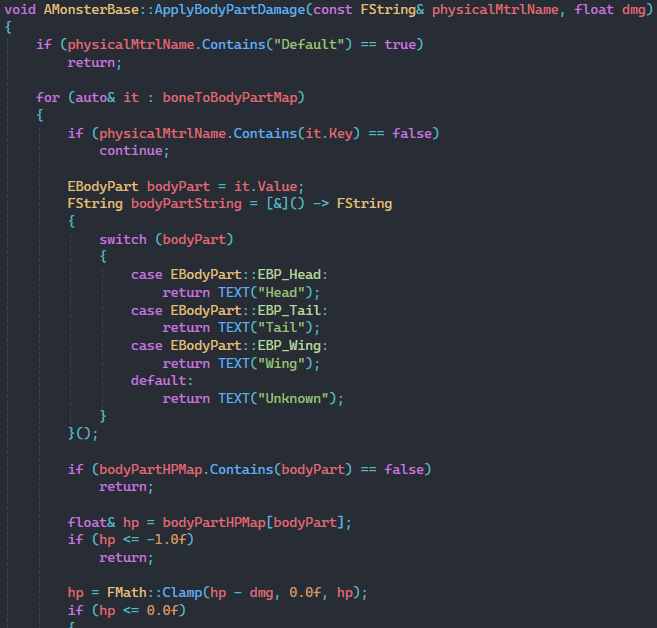 void AMonsterBase::ApplyBodyPartDamage(const FString& physicalMtrlName, float dmg)
{
    if (physicalMtrlName.Contains("Default") == true)
        return;

    for (auto& it : boneToBodyPartMap)
    {
        if (physicalMtrlName.Contains(it.Key) == false)
            continue;

        EBodyPart bodyPart = it.Value;
        FString bodyPartString = [&]() -> FString
        {
            switch (bodyPart)
            {
                case EBodyPart::EBP_Head:
                    return TEXT("Head");
                case EBodyPart::EBP_Tail:
                    return TEXT("Tail");
                case EBodyPart::EBP_Wing:
                    return TEXT("Wing");
                default:
                    return TEXT("Unknown");
            }
        }();

        if (bodyPartHPMap.Contains(bodyPart) == false)
            return;

        float& hp = bodyPartHPMap[bodyPart];
        if (hp <= -1.0f)
            return;

        hp = FMath::Clamp(hp - dmg, 0.0f, hp);
        if (hp <= 0.0f)
        {